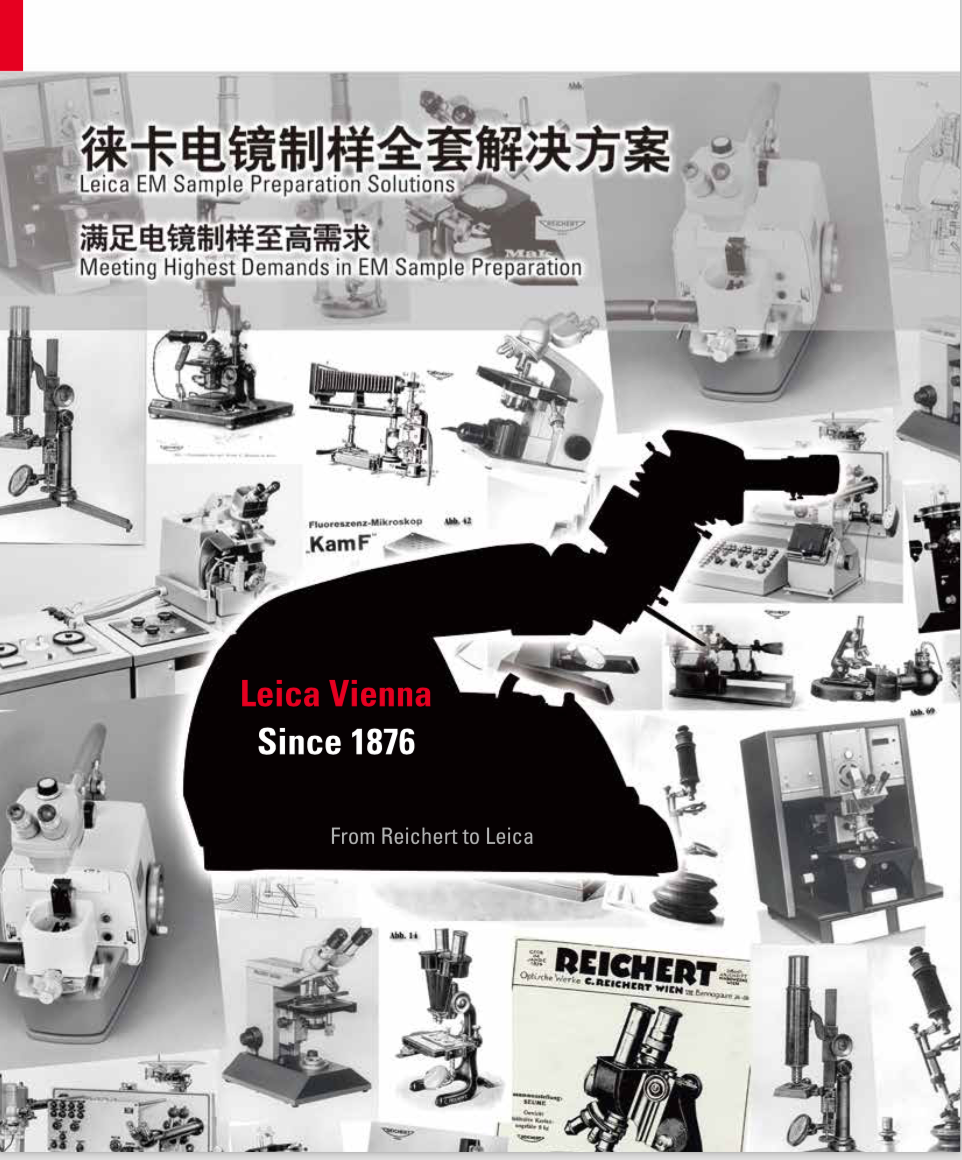 徕卡电镜制样全套解决方案
Leica EM Sample Preparation Solutions
REICHERT
满足电镜制样至高需求
Meeting Highest Demands in EM Sample Preparation
Fluoreszenz-Mikroskop Abb. 42
„Kam F"
Leica Vienna
Since 1876
Abb. 69
From Reichert to Leica
Abb. 14
REICHERT
Optische Werke C. REICHERT WIEN